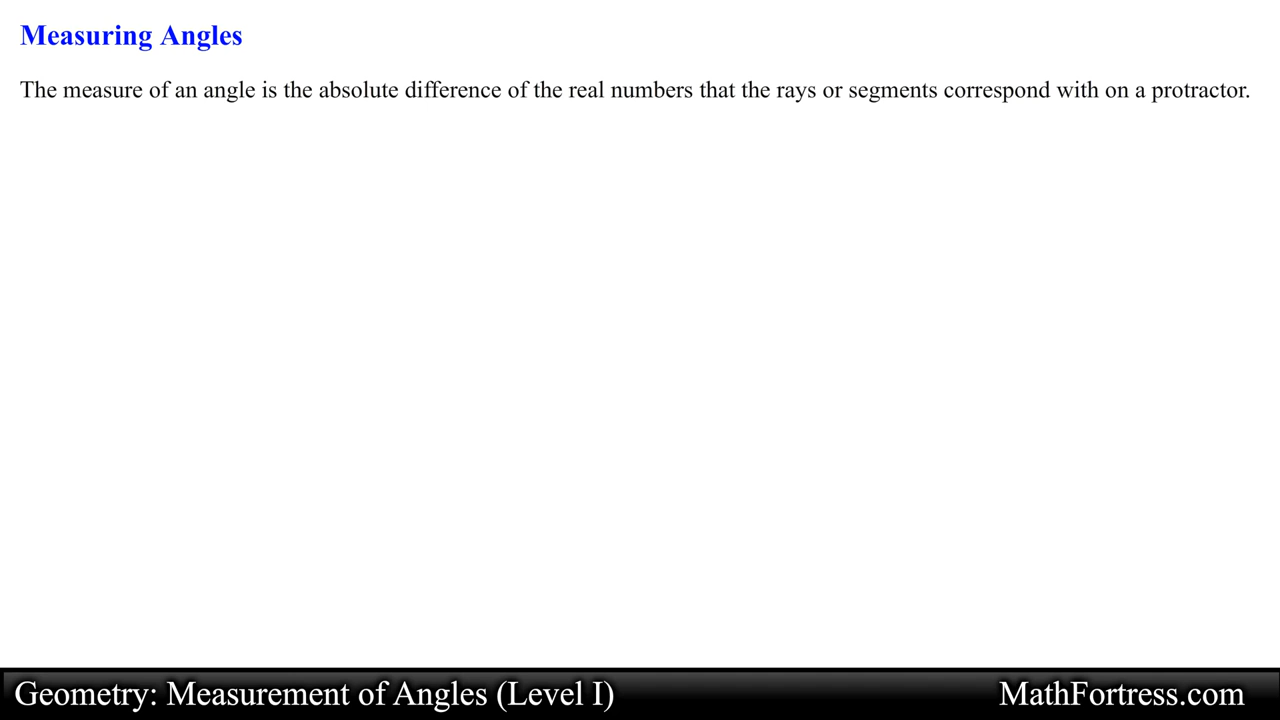 Measuring Angles
The measure of an angle is the absolute difference of the real numbers that the rays or segments correspond with on a protractor.
Geometry: Measurement of Angles (Level I)
MathFortress.com